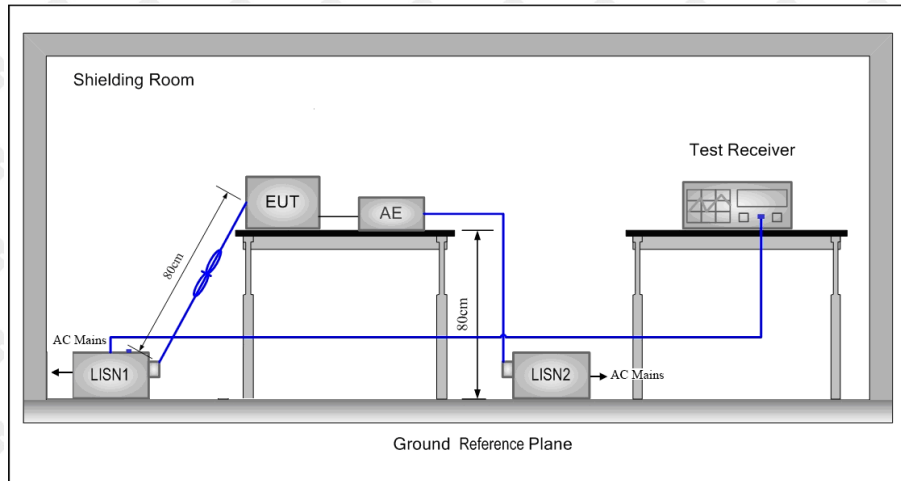 Shielding Room
Test Receiver
EUT
AE
80cm
80cm
AC Mains
LISN1
LISN2
AC Mains
Ground Reference Plane